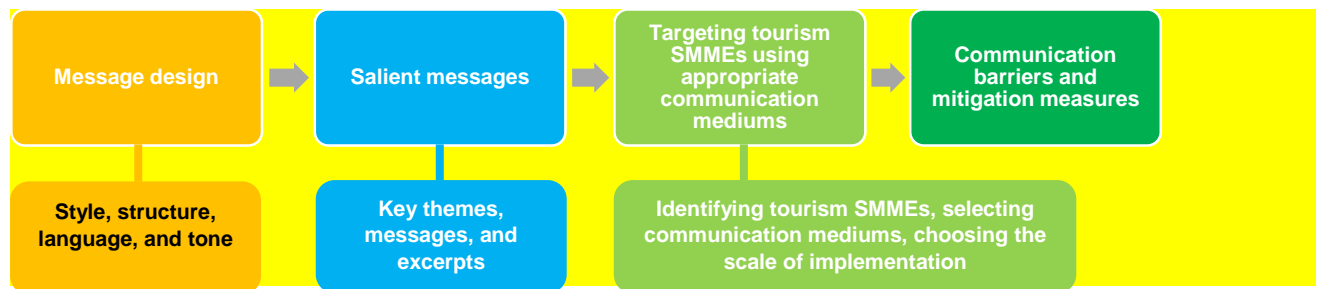 Message design
Salient messages
Targeting tourism
SMMEs using
appropriate
communication
mediums
Communication
barriers and
mitigation measures
Style, structure,
language, and tone
Key themes,
messages, and
excerpts
Identifying tourism SMMEs, selecting
communication mediums, choosing the
scale of implementation